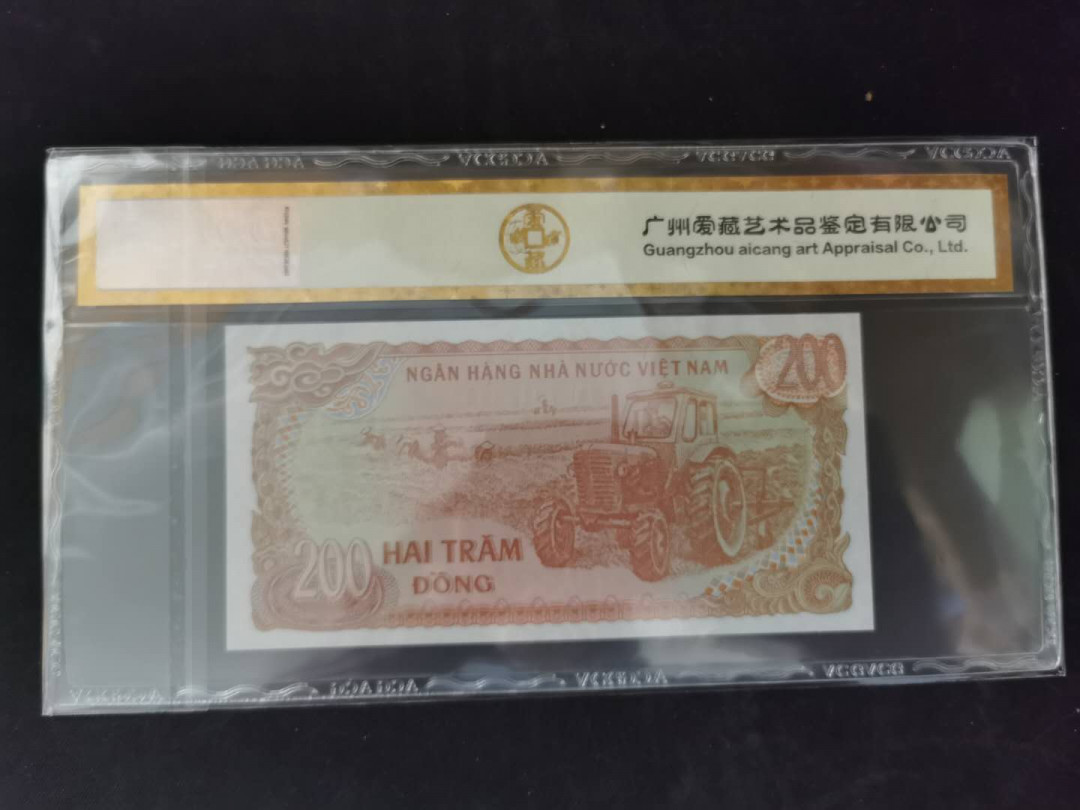 广州爱藏艺术品鉴定有限公司
Guangzhou aicang art Appraisal Co., Ltd.
NGÂN HÀNG NHÀ NƯỚC VIỆT NAM
200
200
HAI TRĂM
ĐỒNG